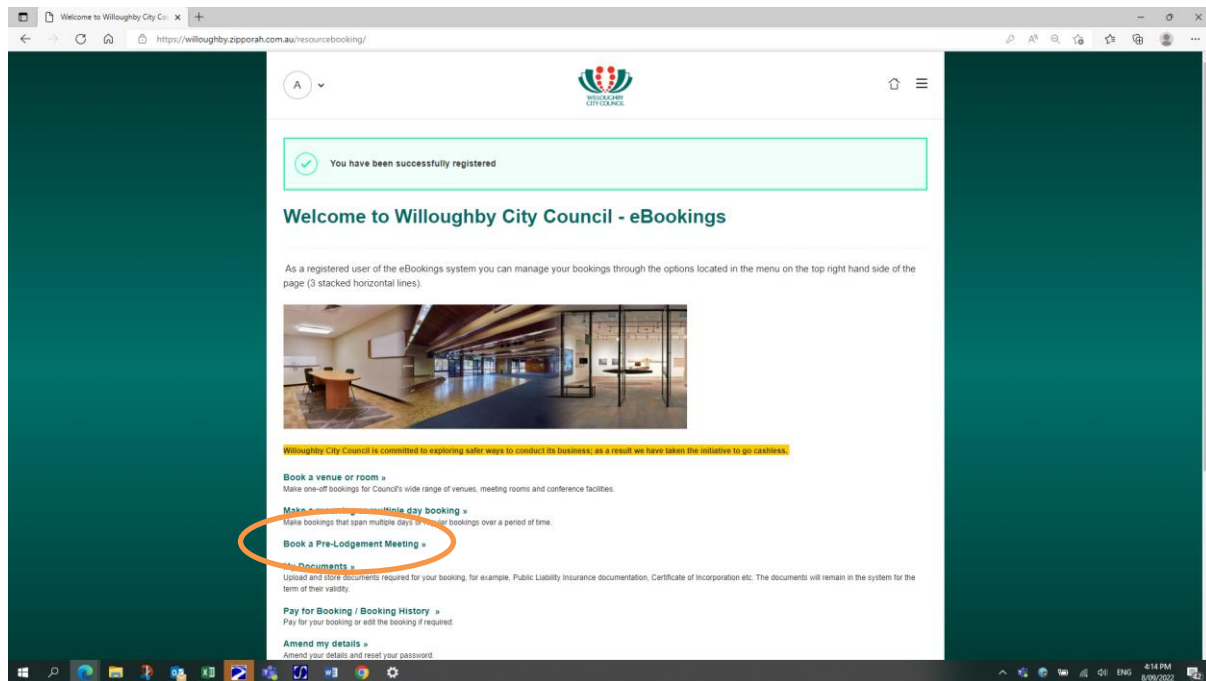 Welcome to Willoughby City Co
https://willoughby.zipporah.com.au/resourcebooking/
A
WILLOUGHBY
CITY COUNCIL
You have been successfully registered
Welcome to Willoughby City Council - eBookings
As a registered user of the eBookings system you can manage your bookings through the options located in the menu on the top right hand side of the
page (3 stacked horizontal lines).
Willoughby City Council is committed to exploring safer ways to conduct its business; as a result we have taken the initiative to go cashless.
Book a venue or room »
Make one-off bookings for Council's wide range of venues, meeting rooms and conference facilities.
Make a recurring or multiple day booking »
Make bookings that span multiple days or regular bookings over a period of time.
Book a Pre-Lodgement Meeting »
My Documents »
Upload and store documents required for your booking, for example, Public Liability Insurance documentation, Certificate of Incorporation etc. The documents will remain in the system for the
term of their validity.
Pay for Booking / Booking History »
Pay for your booking or edit the booking if required.
Amend my details »
Amend your details and reset your password.
ENG
4:14 PM
8/09/2022